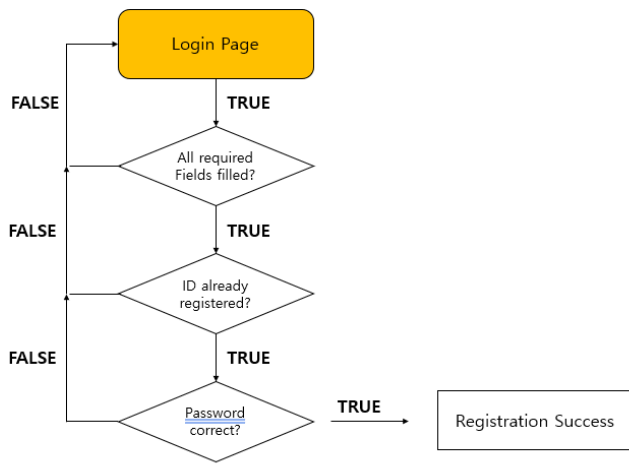 Login Page
FALSE
TRUE
All required
Fields filled?
FALSE
TRUE
ID already
registered?
FALSE
TRUE
Password
correct?
TRUE
Registration Success